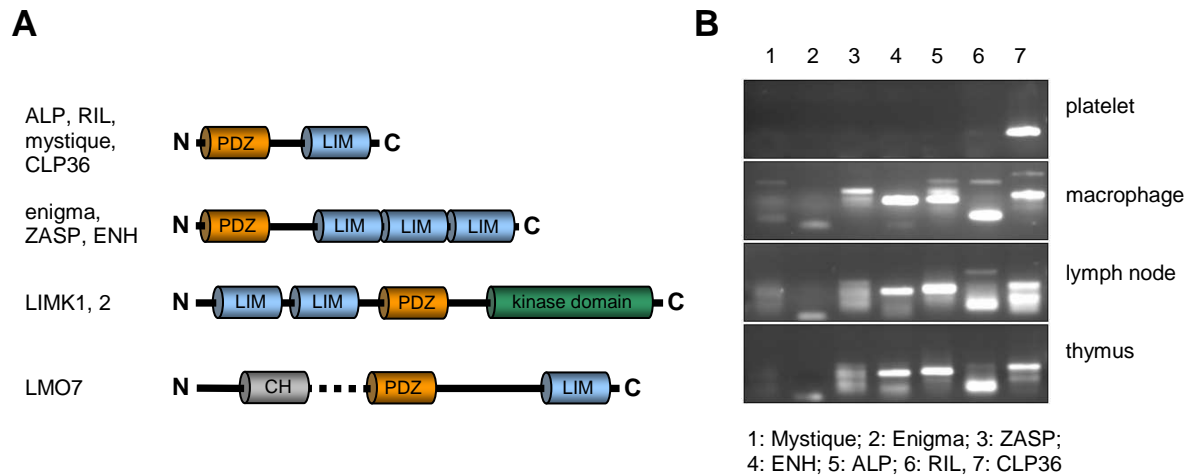 A
ALP, RIL,
mystique,
CLP36
N PDZ LIM C
enigma,
ZASP, ENH
N PDZ LIM LIM LIM C
LIMK1, 2
N LIM LIM PDZ kinase domain C
LMO7
N CH PDZ LIM C
B
1 2 3 4 5 6 7
platelet
macrophage
lymph node
thymus
1: Mystique; 2: Enigma; 3: ZASP;
4: ENH; 5: ALP; 6: RIL, 7: CLP36